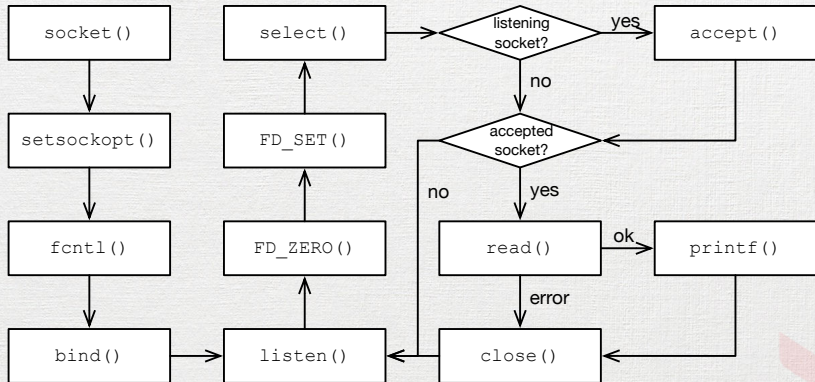 socket()
select()
listening
socket?
yes
accept()
no
setsockopt()
FD_SET()
accepted
socket?
no
yes
fcntl()
FD_ZERO()
read()
ok
printf()
error
bind()
listen()
close()